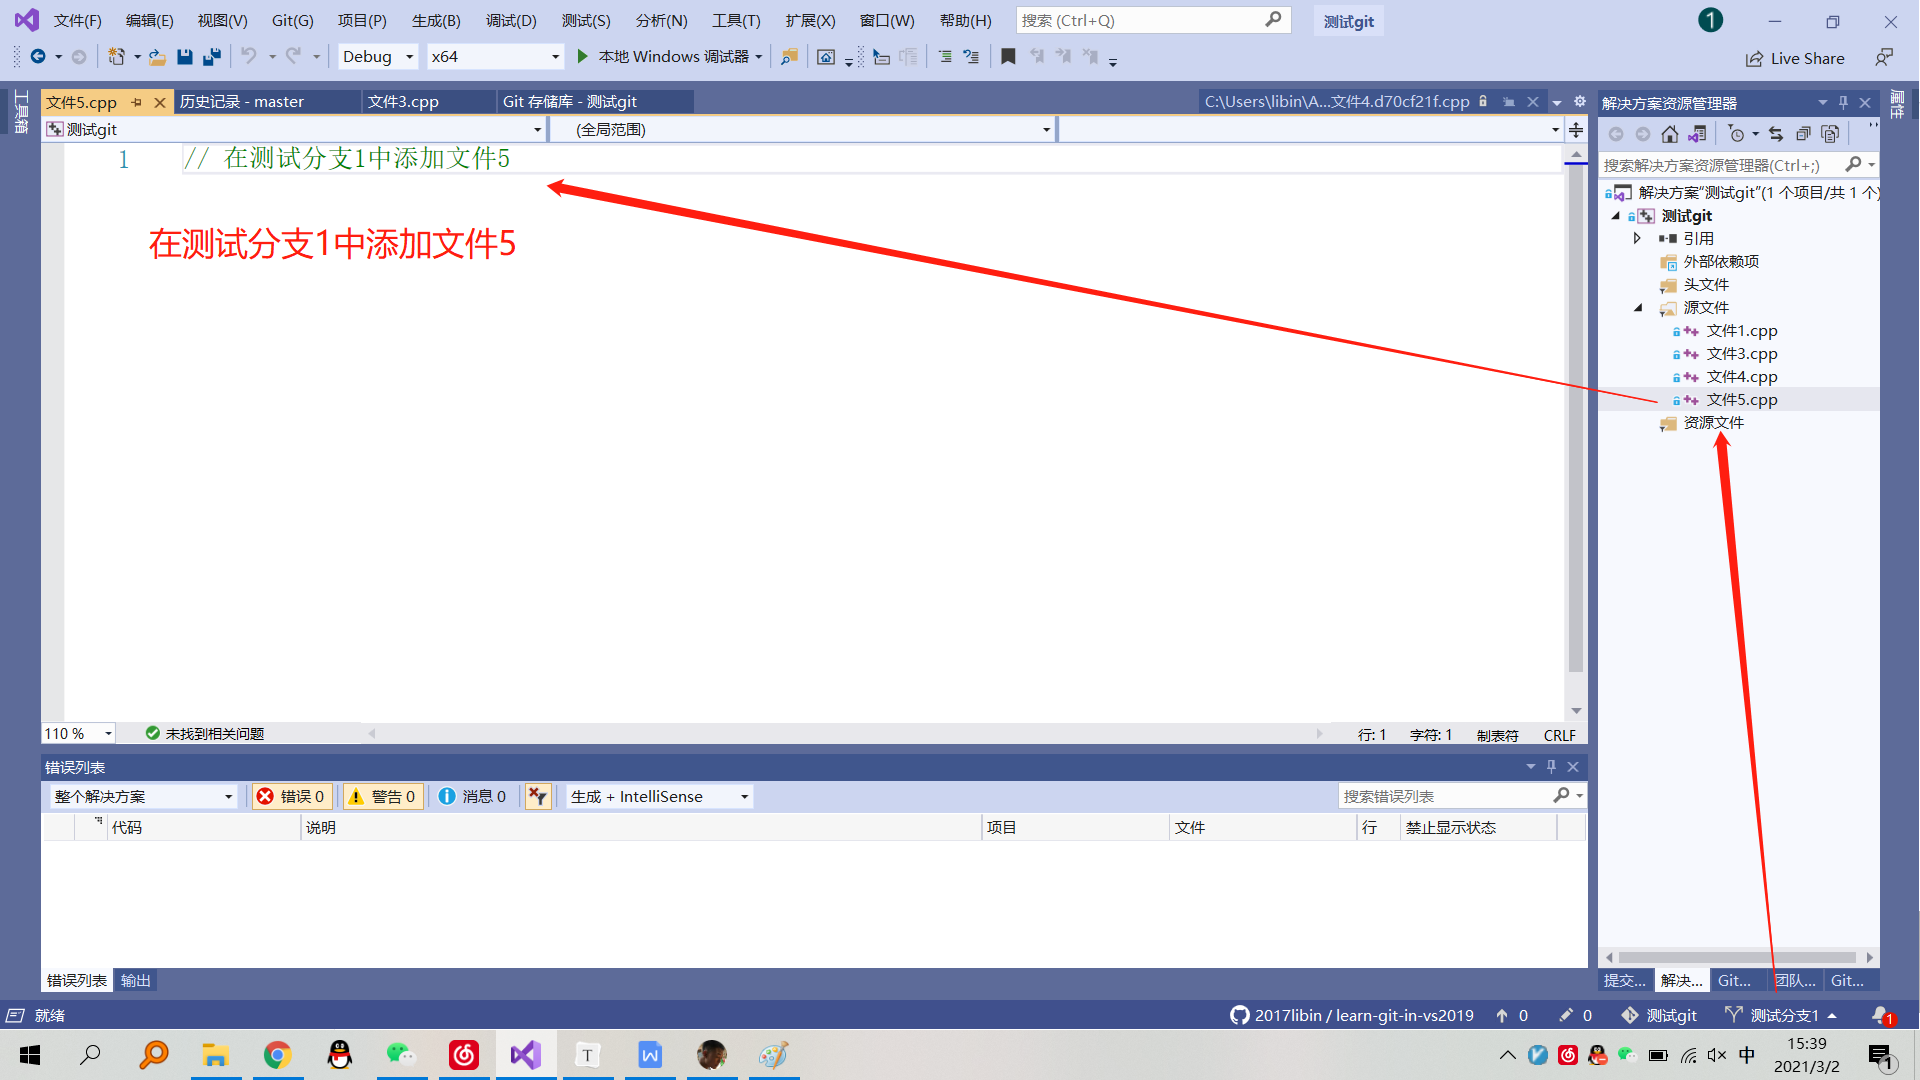 文件(F) 编辑(E) 视图(V) Git(G) 项目(P) 生成(B) 调试(D) 测试(S) 分析(N) 工具(T) 扩展(X) 窗口(W) 帮助(H) 搜索 (Ctrl+Q) 测试git 1
Debug x64 本地 Windows 调试器 Live Share
工具箱
文件5.cpp 历史记录 - master 文件3.cpp Git 存储库 - 测试git C:\Users\libin\A...文件4.d70cf21f.cpp
测试git (全局范围)
1 // 在测试分支1中添加文件5
在测试分支1中添加文件5
110 % 未找到相关问题 行: 1 字符: 1 制表符 CRLF
解决方案资源管理器
搜索解决方案资源管理器(Ctrl+;)
解决方案"测试git"(1 个项目/共 1 个)
测试git
引用
外部依赖项
头文件
源文件
文件1.cpp
文件3.cpp
文件4.cpp
文件5.cpp
资源文件
属性
错误列表
整个解决方案 错误 0 警告 0 消息 0 生成 + IntelliSense 搜索错误列表
代码 说明 项目 文件 行 禁止显示状态
错误列表 输出
提交... 解决... Git... 团队... Git...
就绪 2017libin / learn-git-in-vs2019 0 0 测试git 测试分支1 1
T W 中 15:39 1
2021/3/2